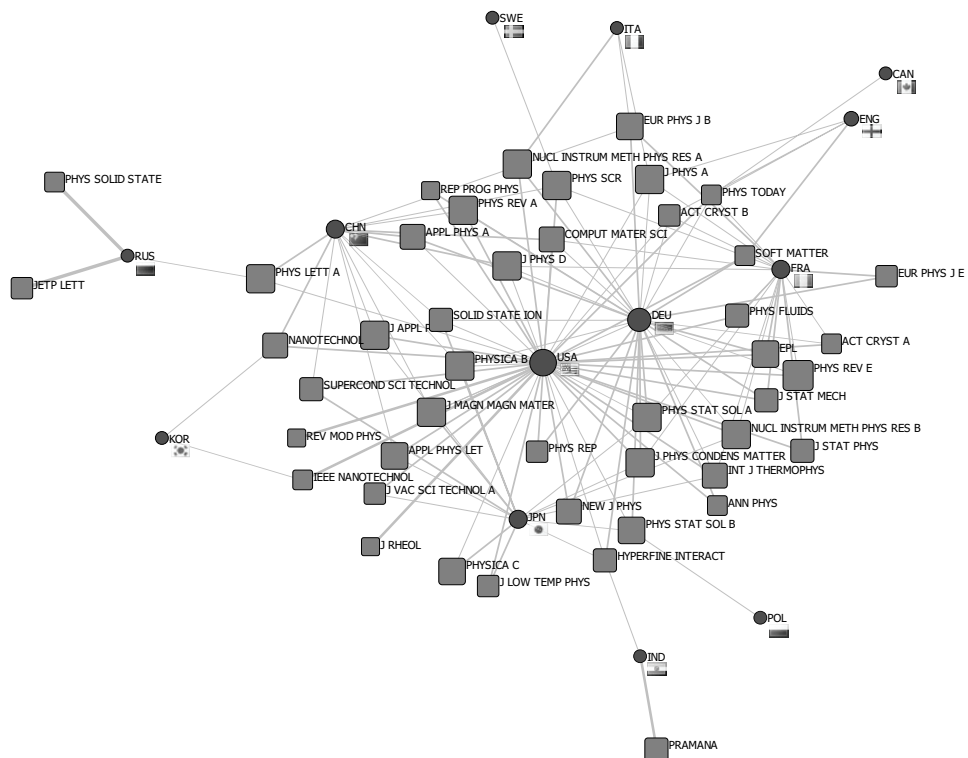 SWE
ITA
CAN
ENG
EUR PHYS J B
NUCL INSTRUM METH PHYS RES A
PHYS SOLID STATE
J PHYS A
PHYS SCR
REP PROG PHYS
PHYS TODAY
PHYS REV A
ACT CRYST B
CHN
APPL PHYS A
COMPUT MATER SCI
RUS
SOFT MATTER
J PHYS D
FRA
PHYS LETT A
EUR PHYS J E
JETP LETT
PHYS FLUIDS
SOLID STATE ION
DEU
J APPL P
NANOTECHNOL
ACT CRYST A
EPL
USA
PHYSICA B
PHYS REV E
SUPERCOND SCI TECHNOL
J STAT MECH
J MAGN MAGN MATER
PHYS STAT SOL A
NUCL INSTRUM METH PHYS RES B
KOR
REV MOD PHYS
J STAT PHYS
PHYS REP
APPL PHYS LET
J PHYS CONDENS MATTER
INT J THERMOPHYS
IEEE NANOTECHNOL
J VAC SCI TECHNOL A
ANN PHYS
NEW J PHYS
JPN
PHYS STAT SOL B
J RHEOL
HYPERFINE INTERACT
PHYSICA C
J LOW TEMP PHYS
POL
IND
PRAMANA